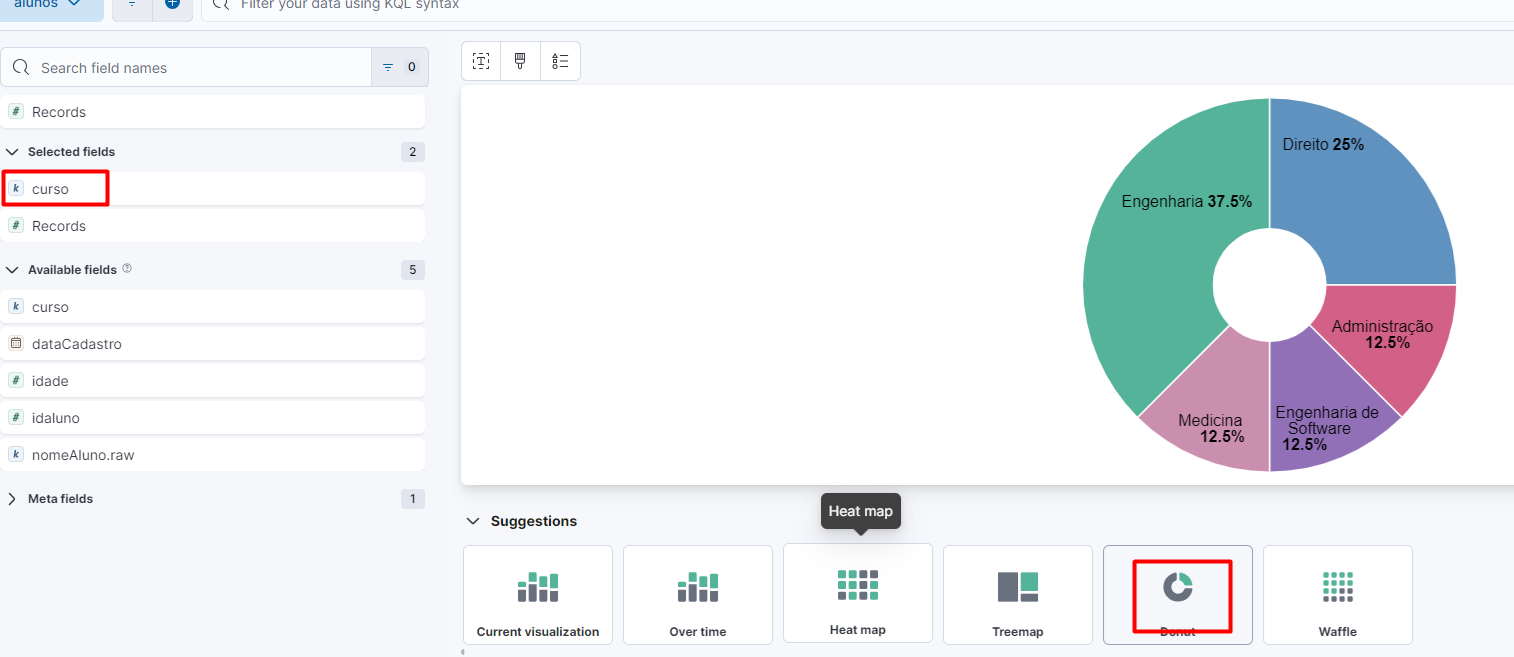 alunos
Filter your data using KQL syntax
Search field names
0
# Records
Selected fields 2
k curso
# Records
Available fields 5
k curso
dataCadastro
# idade
# idaluno
k nomeAluno.raw
Meta fields 1
Direito 25%
Engenharia 37.5%
Administração
12.5%
Engenharia de
Software
12.5%
Medicina
12.5%
Heat map
Suggestions
Current visualization
Over time
Heat map
Treemap
Donut
Waffle